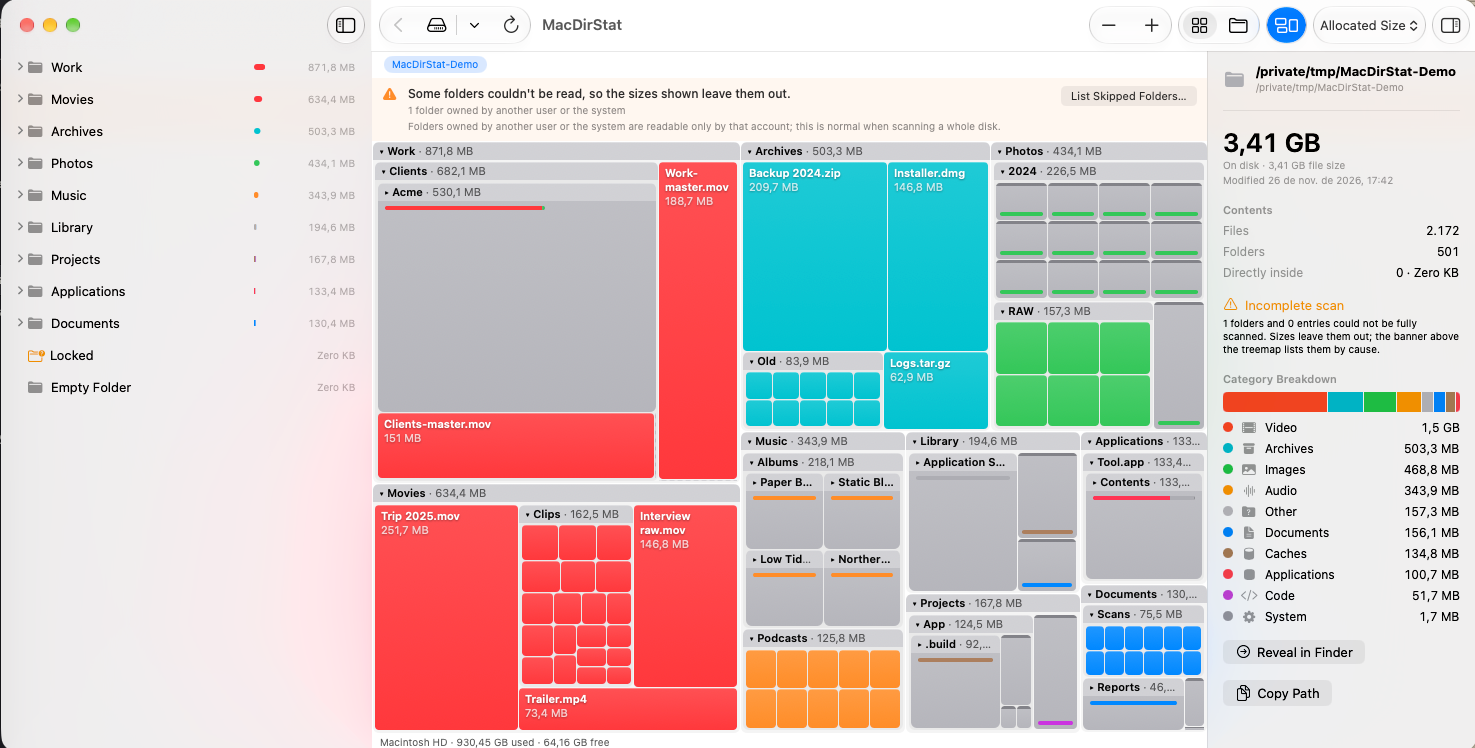 MacDirStat
Allocated Size
Work 871,8 MB
Movies 634,4 MB
Archives 503,3 MB
Photos 434,1 MB
Music 343,9 MB
Library 194,6 MB
Projects 167,8 MB
Applications 133,4 MB
Documents 130,4 MB
Locked Zero KB
Empty Folder Zero KB
MacDirStat-Demo
Some folders couldn't be read, so the sizes shown leave them out.
1 folder owned by another user or the system
Folders owned by another user or the system are readable only by that account; this is normal when scanning a whole disk.
List Skipped Folders...
Work · 871,8 MB
Clients · 682,1 MB
Acme · 530,1 MB
Work-
master.mov
188,7 MB
Clients-master.mov
151 MB
Movies · 634,4 MB
Trip 2025.mov
251,7 MB
Clips · 162,5 MB
Interview
raw.mov
146,8 MB
Trailer.mp4
73,4 MB
Archives · 503,3 MB
Backup 2024.zip
209,7 MB
Installer.dmg
146,8 MB
Old · 83,9 MB
Logs.tar.gz
62,9 MB
Photos · 434,1 MB
2024 · 226,5 MB
RAW · 157,3 MB
Music · 343,9 MB
Albums · 218,1 MB
Paper B...
Static Bl...
Low Tid...
Norther...
Podcasts · 125,8 MB
Library · 194,6 MB
Application S...
Projects · 167,8 MB
App · 124,5 MB
.build · 92,...
Applications · 133...
Tool.app · 133,4...
Contents · 133,...
Documents · 130,...
Scans · 75,5 MB
Reports · 46,...
Macintosh HD · 930,45 GB used · 64,16 GB free
/private/tmp/MacDirStat-Demo
/private/tmp/MacDirStat-Demo
3,41 GB
On disk · 3,41 GB file size
Modified 26 de nov. de 2026, 17:42
Contents
Files 2.172
Folders 501
Directly inside 0 · Zero KB
Incomplete scan
1 folders and 0 entries could not be fully
scanned. Sizes leave them out; the banner above
the treemap lists them by cause.
Category Breakdown
Video 1,5 GB
Archives 503,3 MB
Images 468,8 MB
Audio 343,9 MB
Other 157,3 MB
Documents 156,1 MB
Caches 134,8 MB
Applications 100,7 MB
Code 51,7 MB
System 1,7 MB
Reveal in Finder
Copy Path